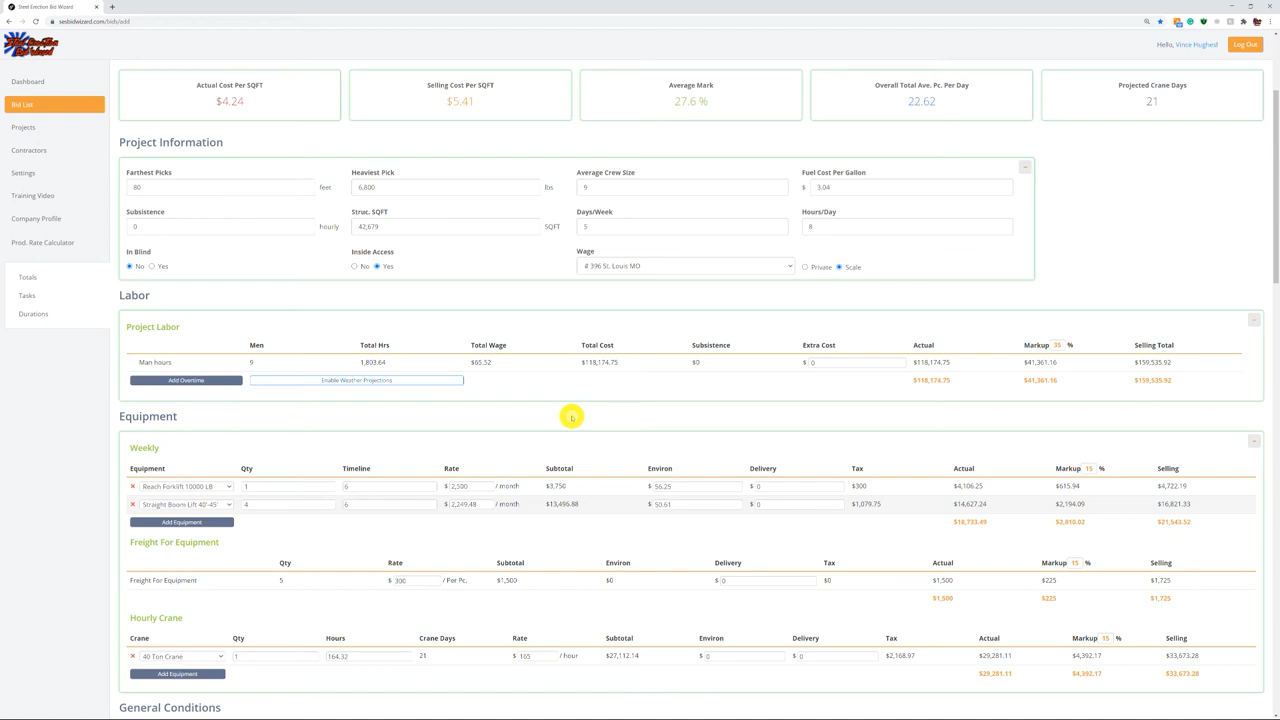 Steel Erection Bid Wizard
sesbidwizard.com/bids/add
Steel Erection
Bid Wizard
Hello, Vince Hughes!
Log Out
Dashboard
Bid List
Projects
Contractors
Settings
Training Video
Company Profile
Prod. Rate Calculator
Totals
Tasks
Durations
Actual Cost Per SQFT Selling Cost Per SQFT Average Mark Overall Total Ave. Pc. Per Day Projected Crane Days
$4.24 $5.41 27.6 % 22.62 21
Project Information
Farthest Picks Heaviest Pick Average Crew Size Fuel Cost Per Gallon
80 feet 6,800 lbs 9 $ 3.04
Subsistence Struc. SQFT Days/Week Hours/Day
0 hourly 42,679 SQFT 5 8
In Blind Inside Access Wage
No Yes No Yes # 396 St. Louis MO Private Scale
Labor
Project Labor
Men Total Hrs Total Wage Total Cost Subsistence Extra Cost Actual Markup 35 % Selling Total
Man hours 9 1,803.64 $65.52 $118,174.75 $0 $ 0 $118,174.75 $41,361.16 $159,535.92
Add Overtime Enable Weather Projections $118,174.75 $41,361.16 $159,535.92
Equipment
Weekly
Equipment Qty Timeline Rate Subtotal Environ Delivery Tax Actual Markup 15 % Selling
Reach Forklift 10000 LB 1 6 $ 2,500 / month $3,750 $ 56.25 $ 0 $300 $4,106.25 $615.94 $4,722.19
Straight Boom Lift 40'-45' 4 6 $ 2,249.48 / month $13,496.88 $ 50.61 $ 0 $1,079.75 $14,627.24 $2,194.09 $16,821.33
Add Equipment $18,733.49 $2,810.02 $21,543.52
Freight For Equipment
Qty Rate Subtotal Environ Delivery Tax Actual Markup 15 % Selling
Freight For Equipment 5 $ 300 / Per Pc. $1,500 $0 $ 0 $0 $1,500 $225 $1,725
$1,500 $225 $1,725
Hourly Crane
Crane Qty Hours Crane Days Rate Subtotal Environ Delivery Tax Actual Markup 15 % Selling
40 Ton Crane 1 164.32 21 $ 165 / hour $27,112.14 $ 0 $ 0 $2,168.97 $29,281.11 $4,392.17 $33,673.28
Add Equipment $29,281.11 $4,392.17 $33,673.28
General Conditions